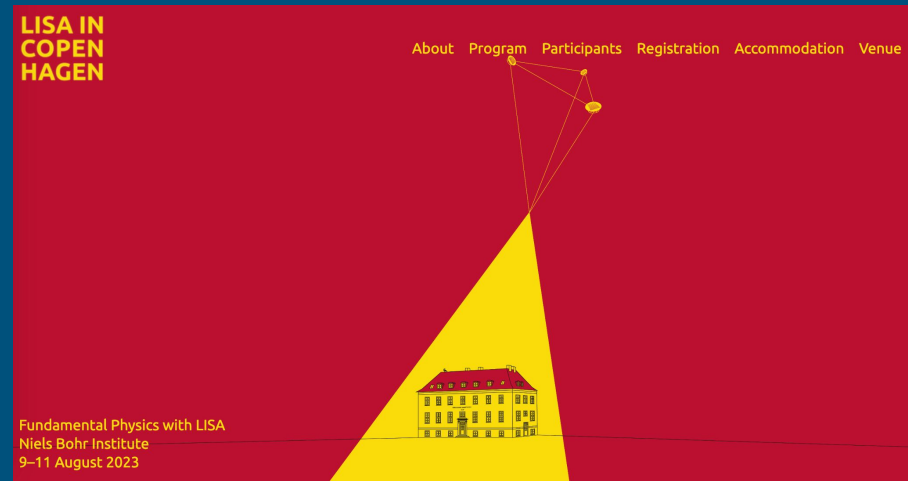 LISA IN
COPEN
HAGEN
About Program Participants Registration Accommodation Venue
Fundamental Physics with LISA
Niels Bohr Institute
9–11 August 2023